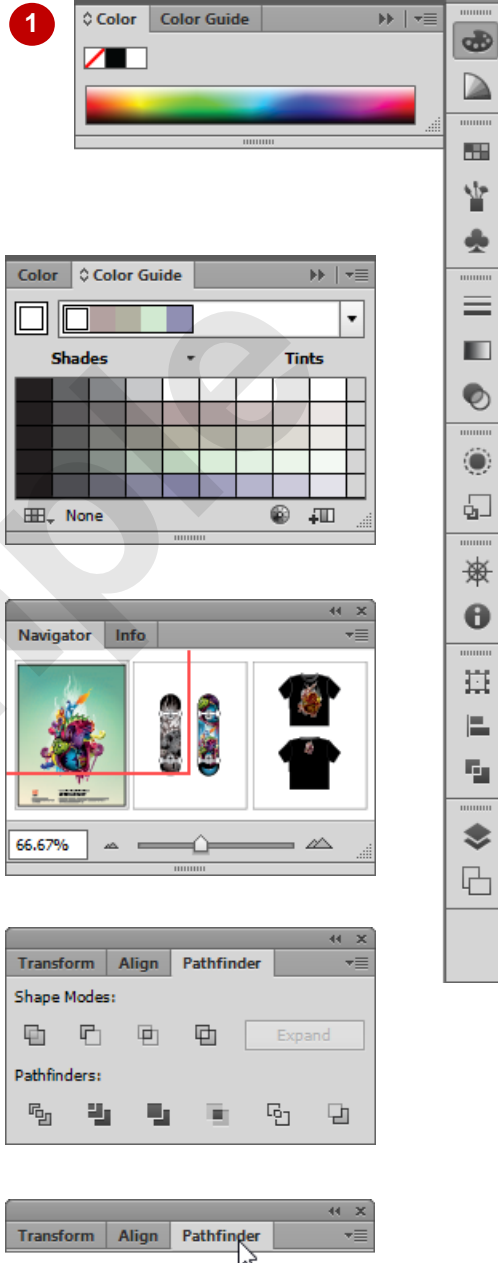 1
Color Color Guide
Color Color Guide
Shades Tints
None
Navigator Info
66.67%
Transform Align Pathfinder
Shape Modes:
Expand
Pathfinders:
Transform Align Pathfinder